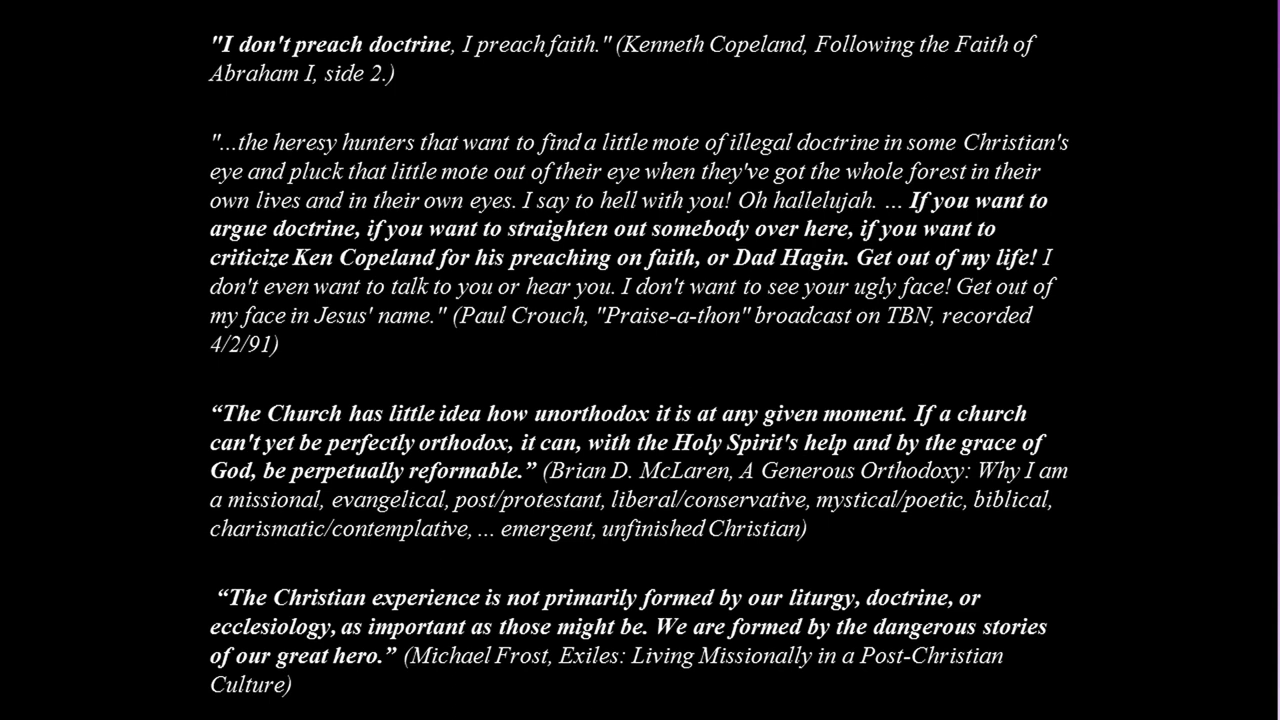 "I don't preach doctrine, I preach faith." (Kenneth Copeland, Following the Faith of
Abraham I, side 2.)
"...the heresy hunters that want to find a little mote of illegal doctrine in some Christian's
eye and pluck that little mote out of their eye when they've got the whole forest in their
own lives and in their own eyes. I say to hell with you! Oh hallelujah. ... If you want to
argue doctrine, if you want to straighten out somebody over here, if you want to
criticize Ken Copeland for his preaching on faith, or Dad Hagin. Get out of my life! I
don't even want to talk to you or hear you. I don't want to see your ugly face! Get out of
my face in Jesus' name." (Paul Crouch, "Praise-a-thon" broadcast on TBN, recorded
4/2/91)
“The Church has little idea how unorthodox it is at any given moment. If a church
can't yet be perfectly orthodox, it can, with the Holy Spirit's help and by the grace of
God, be perpetually reformable.” (Brian D. McLaren, A Generous Orthodoxy: Why I am
a missional, evangelical, post/protestant, liberal/conservative, mystical/poetic, biblical,
charismatic/contemplative, ... emergent, unfinished Christian)
“The Christian experience is not primarily formed by our liturgy, doctrine, or
ecclesiology, as important as those might be. We are formed by the dangerous stories
of our great hero.” (Michael Frost, Exiles: Living Missionally in a Post-Christian
Culture)